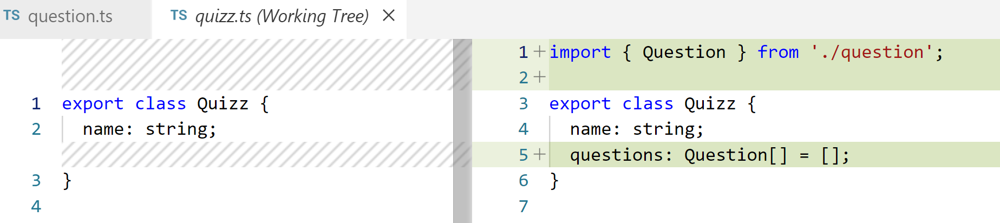 TS question.ts TS quizz.ts (Working Tree) ×
1 export class Quizz {
2 name: string;
3 }
4
1 + import { Question } from './question';
2 +
3 export class Quizz {
4 name: string;
5 + questions: Question[] = [];
6 }
7